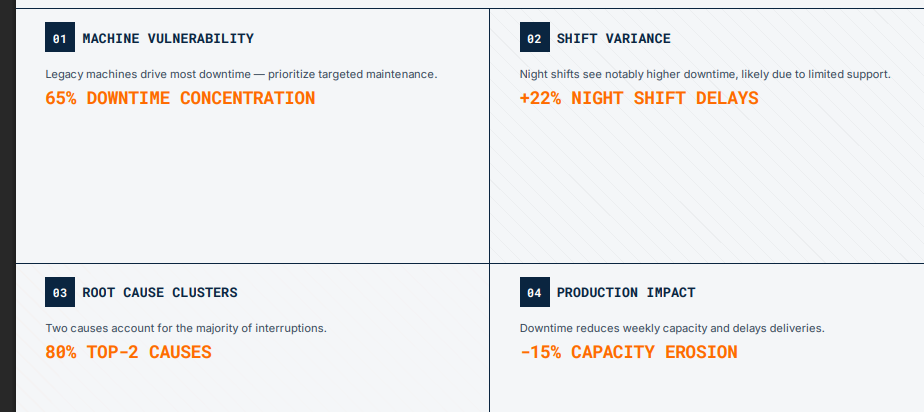 01 MACHINE VULNERABILITY
Legacy machines drive most downtime — prioritize targeted maintenance.
65% DOWNTIME CONCENTRATION
02 SHIFT VARIANCE
Night shifts see notably higher downtime, likely due to limited support.
+22% NIGHT SHIFT DELAYS
03 ROOT CAUSE CLUSTERS
Two causes account for the majority of interruptions.
80% TOP-2 CAUSES
04 PRODUCTION IMPACT
Downtime reduces weekly capacity and delays deliveries.
-15% CAPACITY EROSION